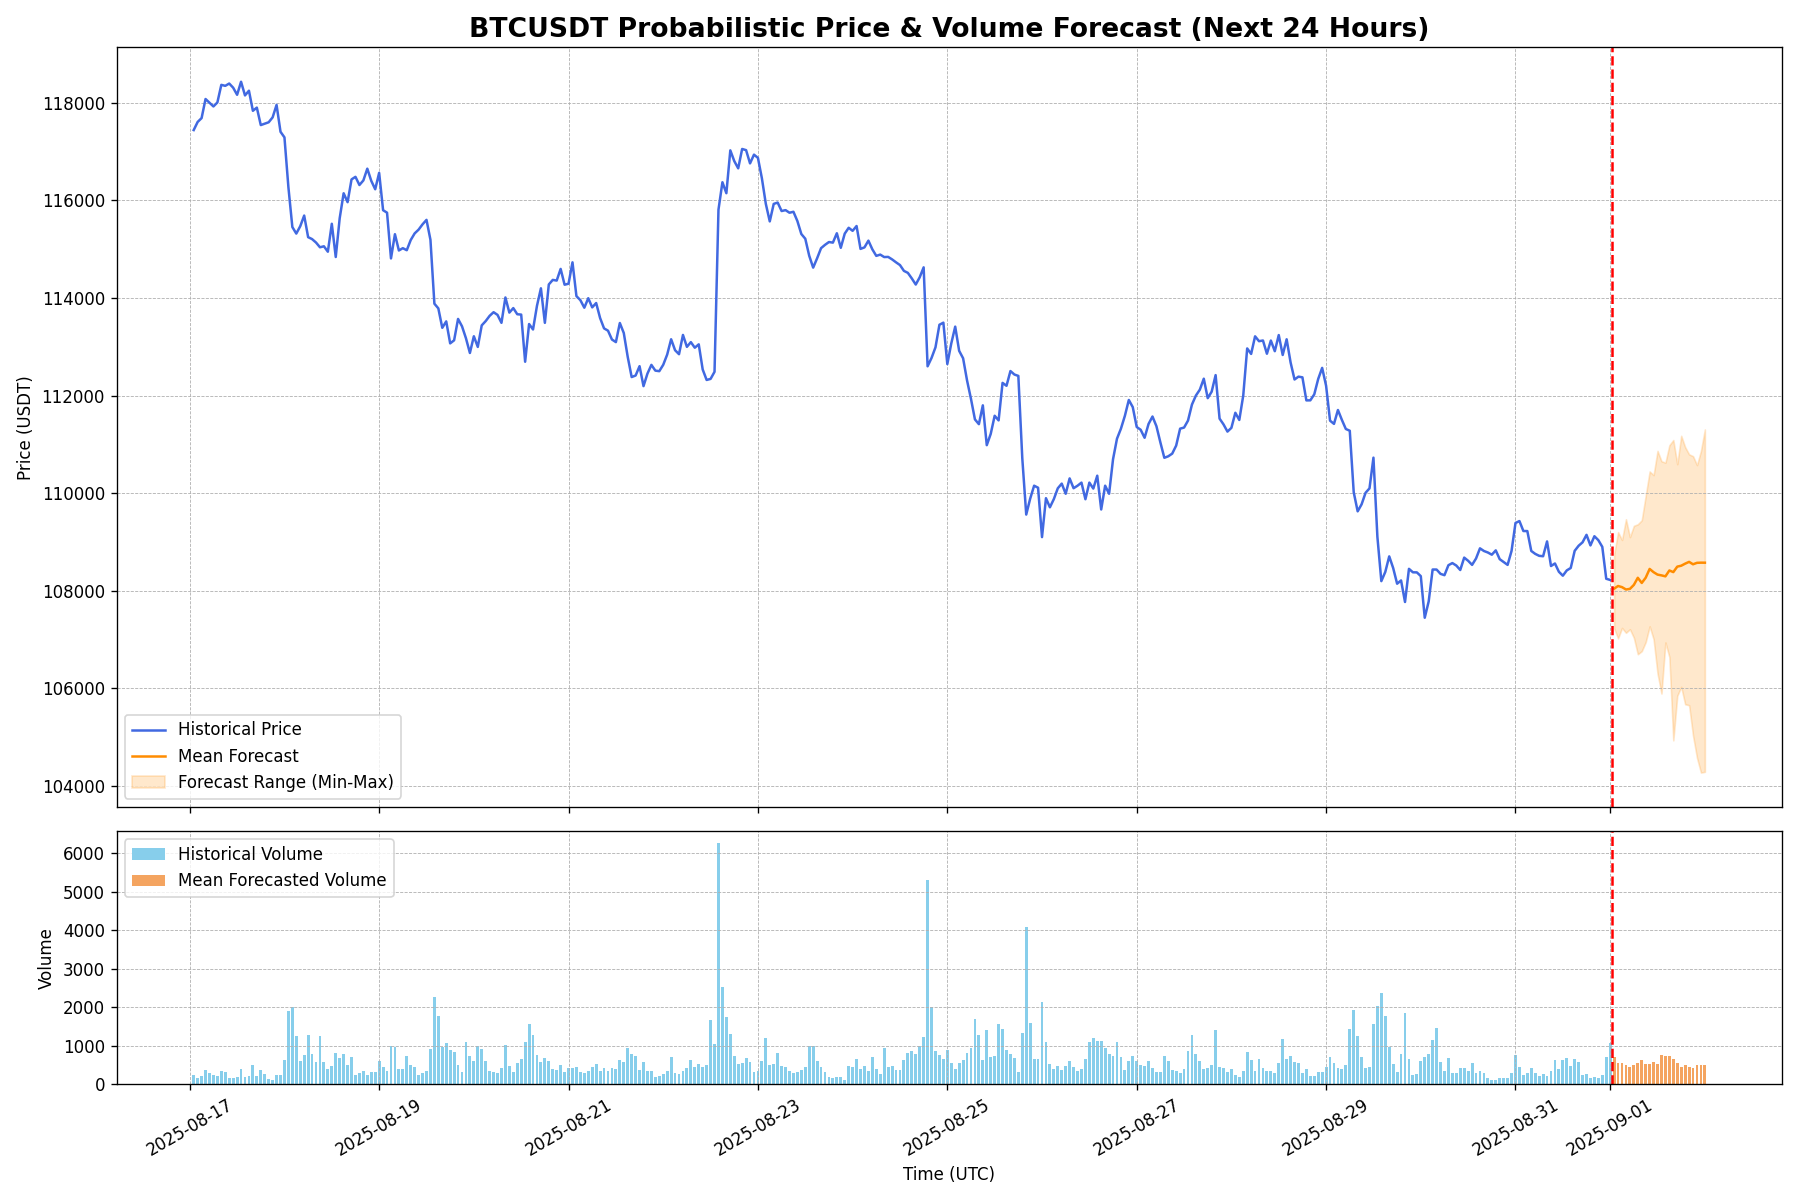 BTCUSDT Probabilistic Price & Volume Forecast (Next 24 Hours)
118000
116000
114000
112000
110000
108000
106000
104000
Price (USDT)
Historical Price
Mean Forecast
Forecast Range (Min-Max)
6000
5000
4000
3000
2000
1000
0
Volume
Historical Volume
Mean Forecasted Volume
2025-08-17
2025-08-19
2025-08-21
2025-08-23
2025-08-25
2025-08-27
2025-08-29
2025-08-31
2025-09-01
Time (UTC)